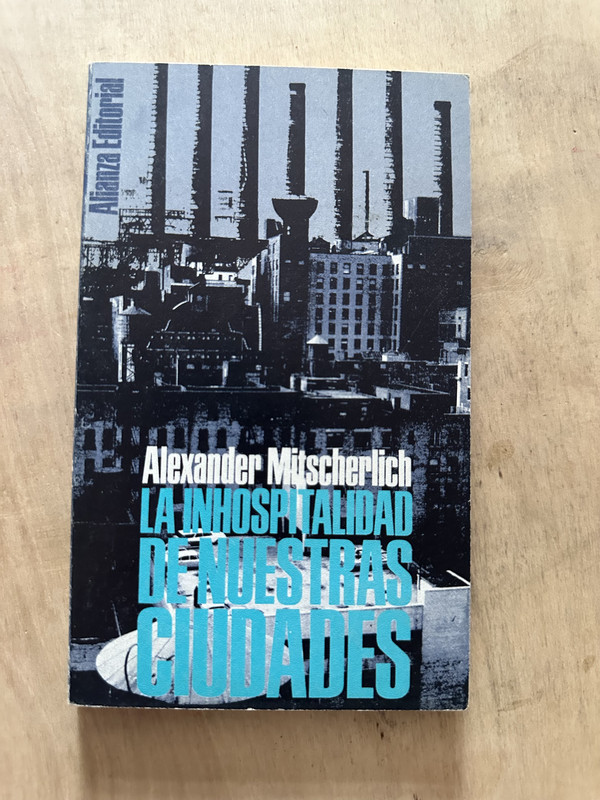 Alianza Editorial
Alexander Mitscherlich
LA INHOSPITALIDAD
DE NUESTRAS
CIUDADES